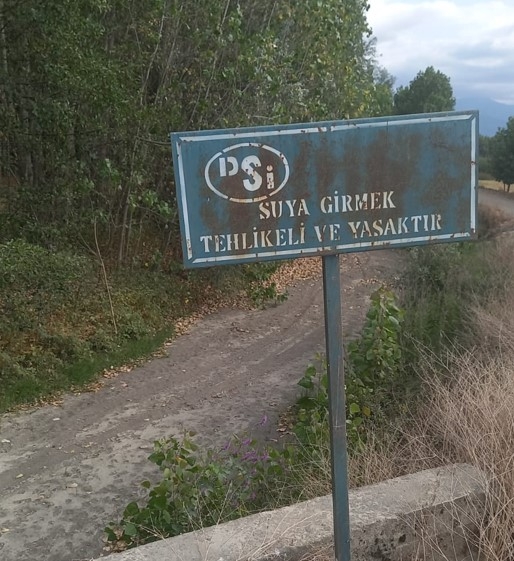 DSİ
SUYA GİRMEK
TEHLİKELİ VE YASAKTIR